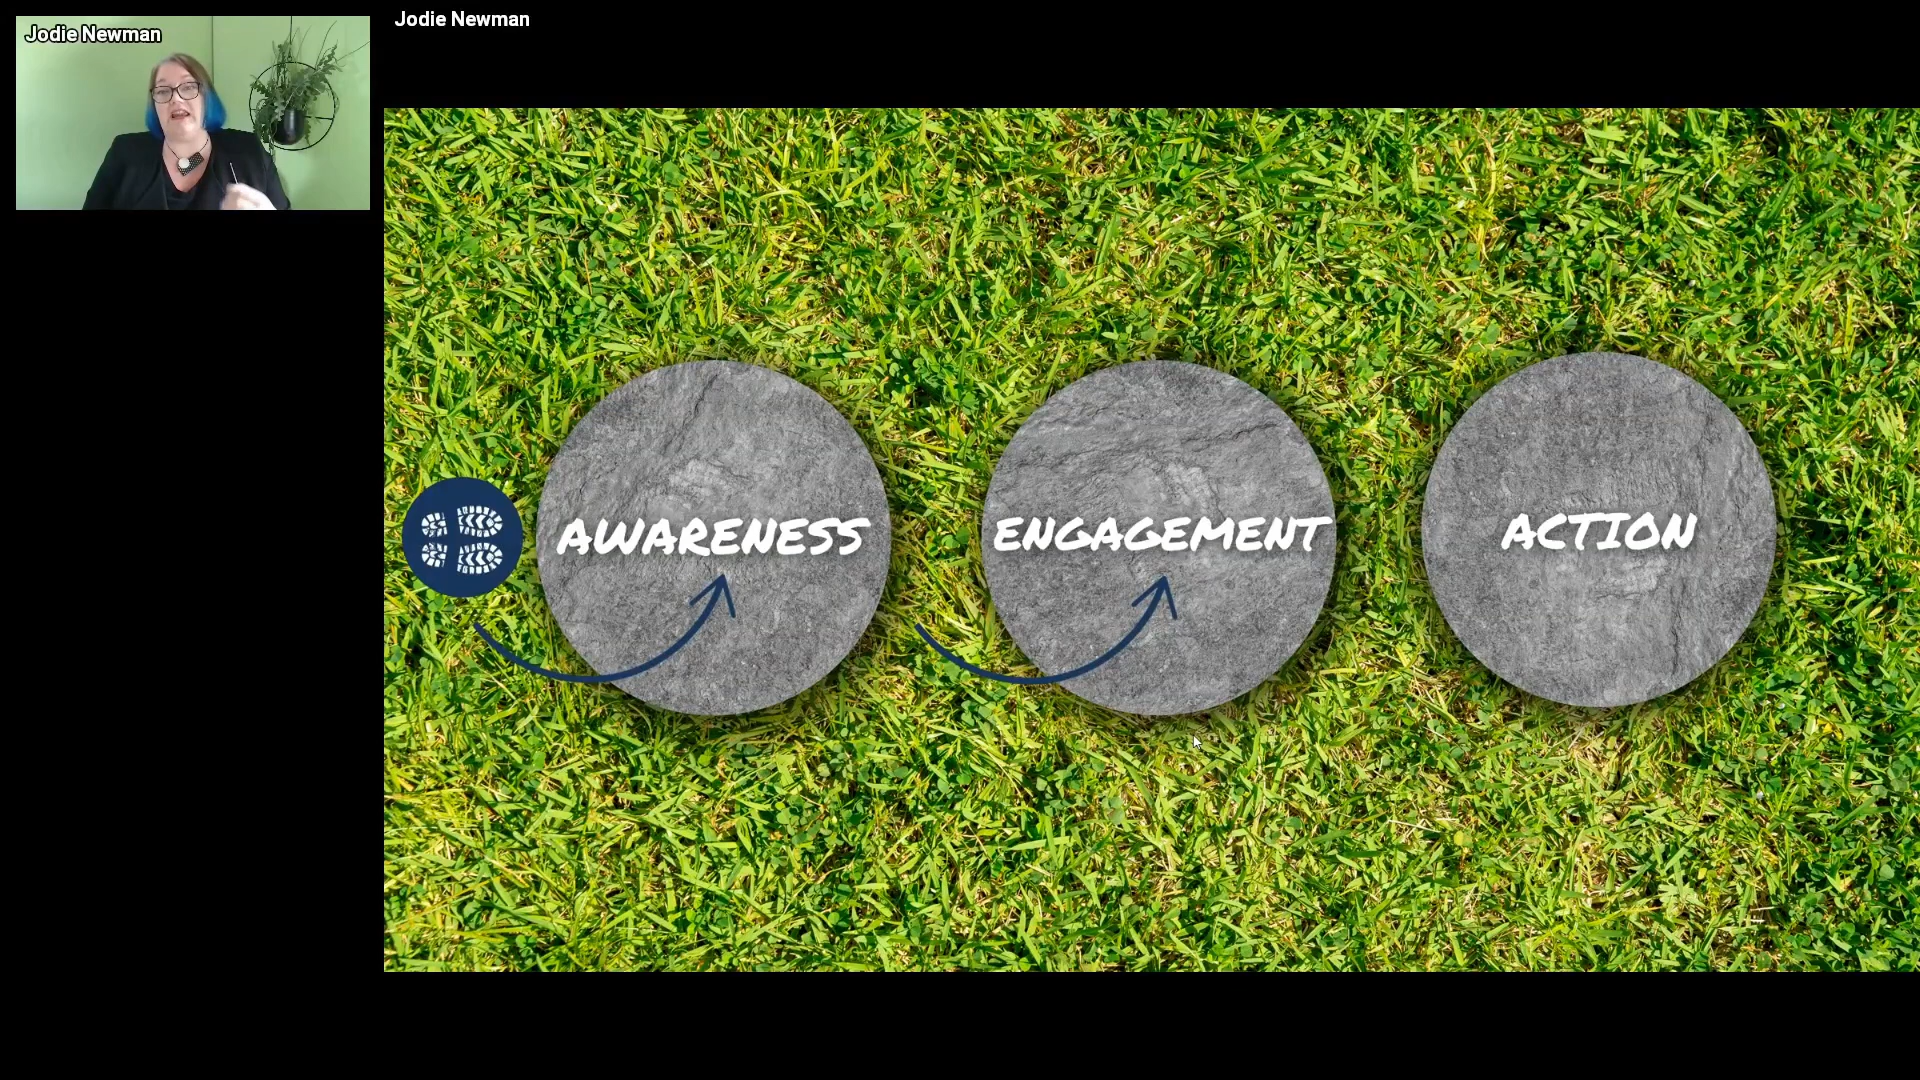 Jodie Newman
Jodie Newman
AWARENESS
ENGAGEMENT
ACTION